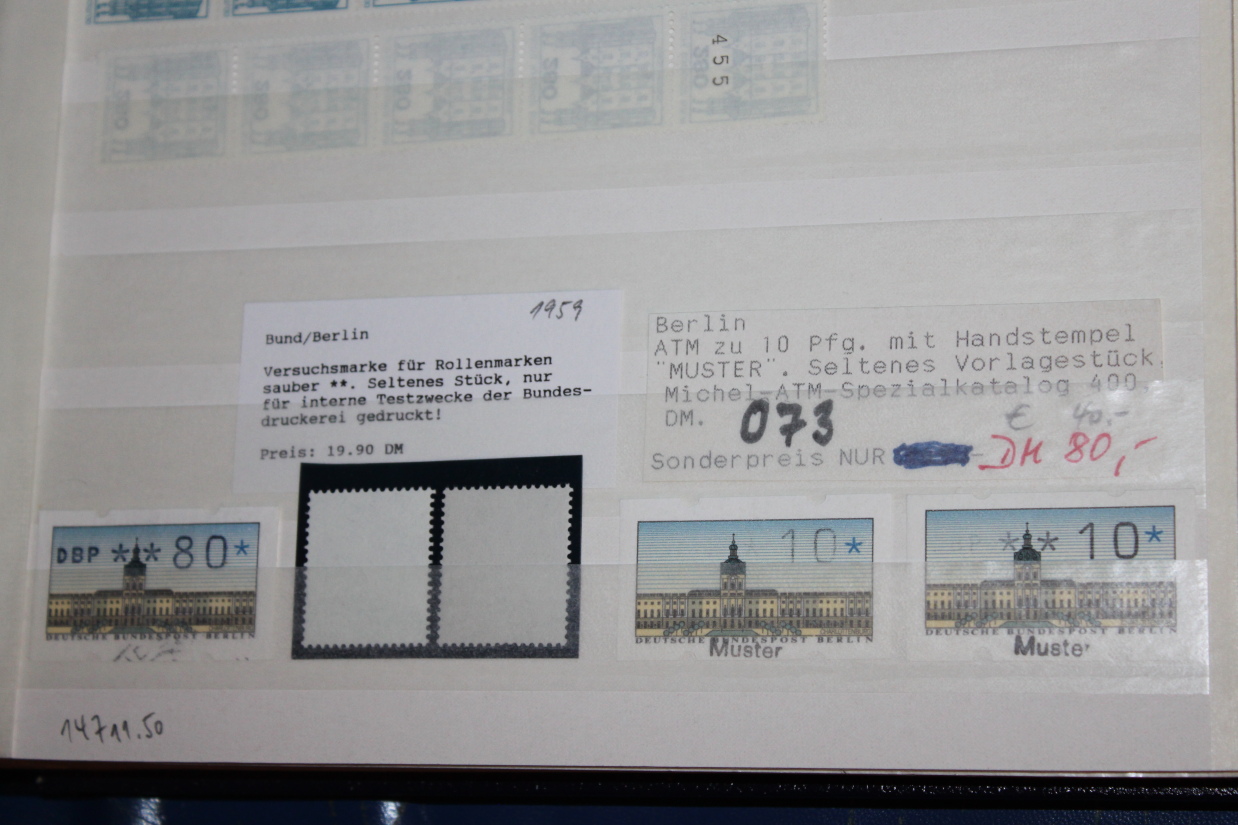 455
1959
Bund/Berlin
Versuchsmarke für Rollenmarken
sauber **. Seltenes Stück, nur
für interne Testzwecke der Bundes-
druckerei gedruckt!
Preis: 19.90 DM
Berlin
ATM zu 10 Pfg. mit Handstempel
"MUSTER". Seltenes Vorlagestück.
Michel-ATM-Spezialkatalog 400.
DM.
073
€ 40.-
Sonderpreis NUR
DM 80,-
DBP ** 80*
DEUTSCHE BUNDESPOST BERLIN
10*
DEUTSCHE BUNDESPOST BERLIN
Muster
** 10*
DEUTSCHE BUNDESPOST BERLIN
Muster
14711.50